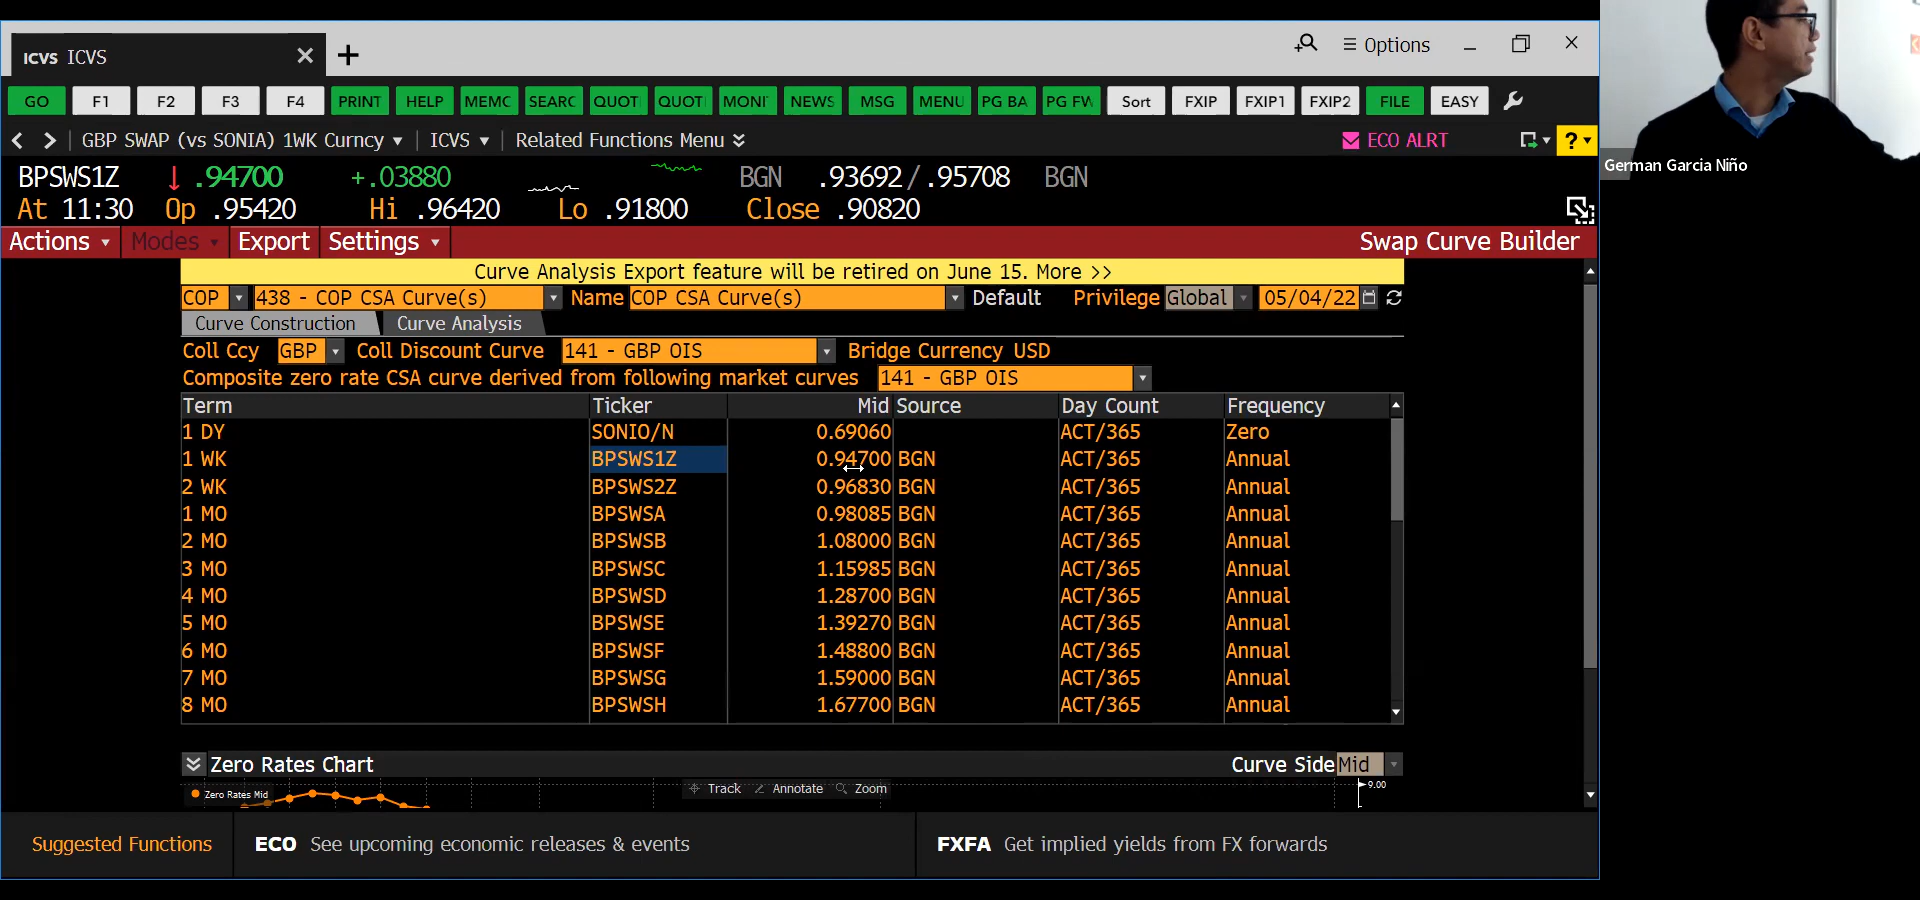 ICVS ICVS
Options
GO F1 F2 F3 F4 PRINT HELP MEMC SEARC QUOT QUOT MONI NEWS MSG MENU PG BA PG FW Sort FXIP FXIP1 FXIP2 FILE EASY
GBP SWAP (vs SONIA) 1WK Curncy ICVS Related Functions Menu ECO ALRT ?
BPSWS1Z ↓ .94700 +.03880 BGN .93692/.95708 BGN
At 11:30 Op .95420 Hi .96420 Lo .91800 Close .90820
Actions Modes Export Settings Swap Curve Builder
Curve Analysis Export feature will be retired on June 15. More >>
COP 438 - COP CSA Curve(s) Name COP CSA Curve(s) Default Privilege Global 05/04/22
Curve Construction Curve Analysis
Coll Ccy GBP Coll Discount Curve 141 - GBP OIS Bridge Currency USD
Composite zero rate CSA curve derived from following market curves 141 - GBP OIS
Term Ticker Mid Source Day Count Frequency
1 DY SONIO/N 0.69060 ACT/365 Zero
1 WK BPSWS1Z 0.94700 BGN ACT/365 Annual
2 WK BPSWS2Z 0.96830 BGN ACT/365 Annual
1 MO BPSWSA 0.98085 BGN ACT/365 Annual
2 MO BPSWSB 1.08000 BGN ACT/365 Annual
3 MO BPSWSC 1.15985 BGN ACT/365 Annual
4 MO BPSWSD 1.28700 BGN ACT/365 Annual
5 MO BPSWSE 1.39270 BGN ACT/365 Annual
6 MO BPSWSF 1.48800 BGN ACT/365 Annual
7 MO BPSWSG 1.59000 BGN ACT/365 Annual
8 MO BPSWSH 1.67700 BGN ACT/365 Annual
Zero Rates Chart Curve Side Mid
Zero Rates Mid Track Annotate Zoom 9.00
Suggested Functions ECO See upcoming economic releases & events FXFA Get implied yields from FX forwards
German Garcia Niño